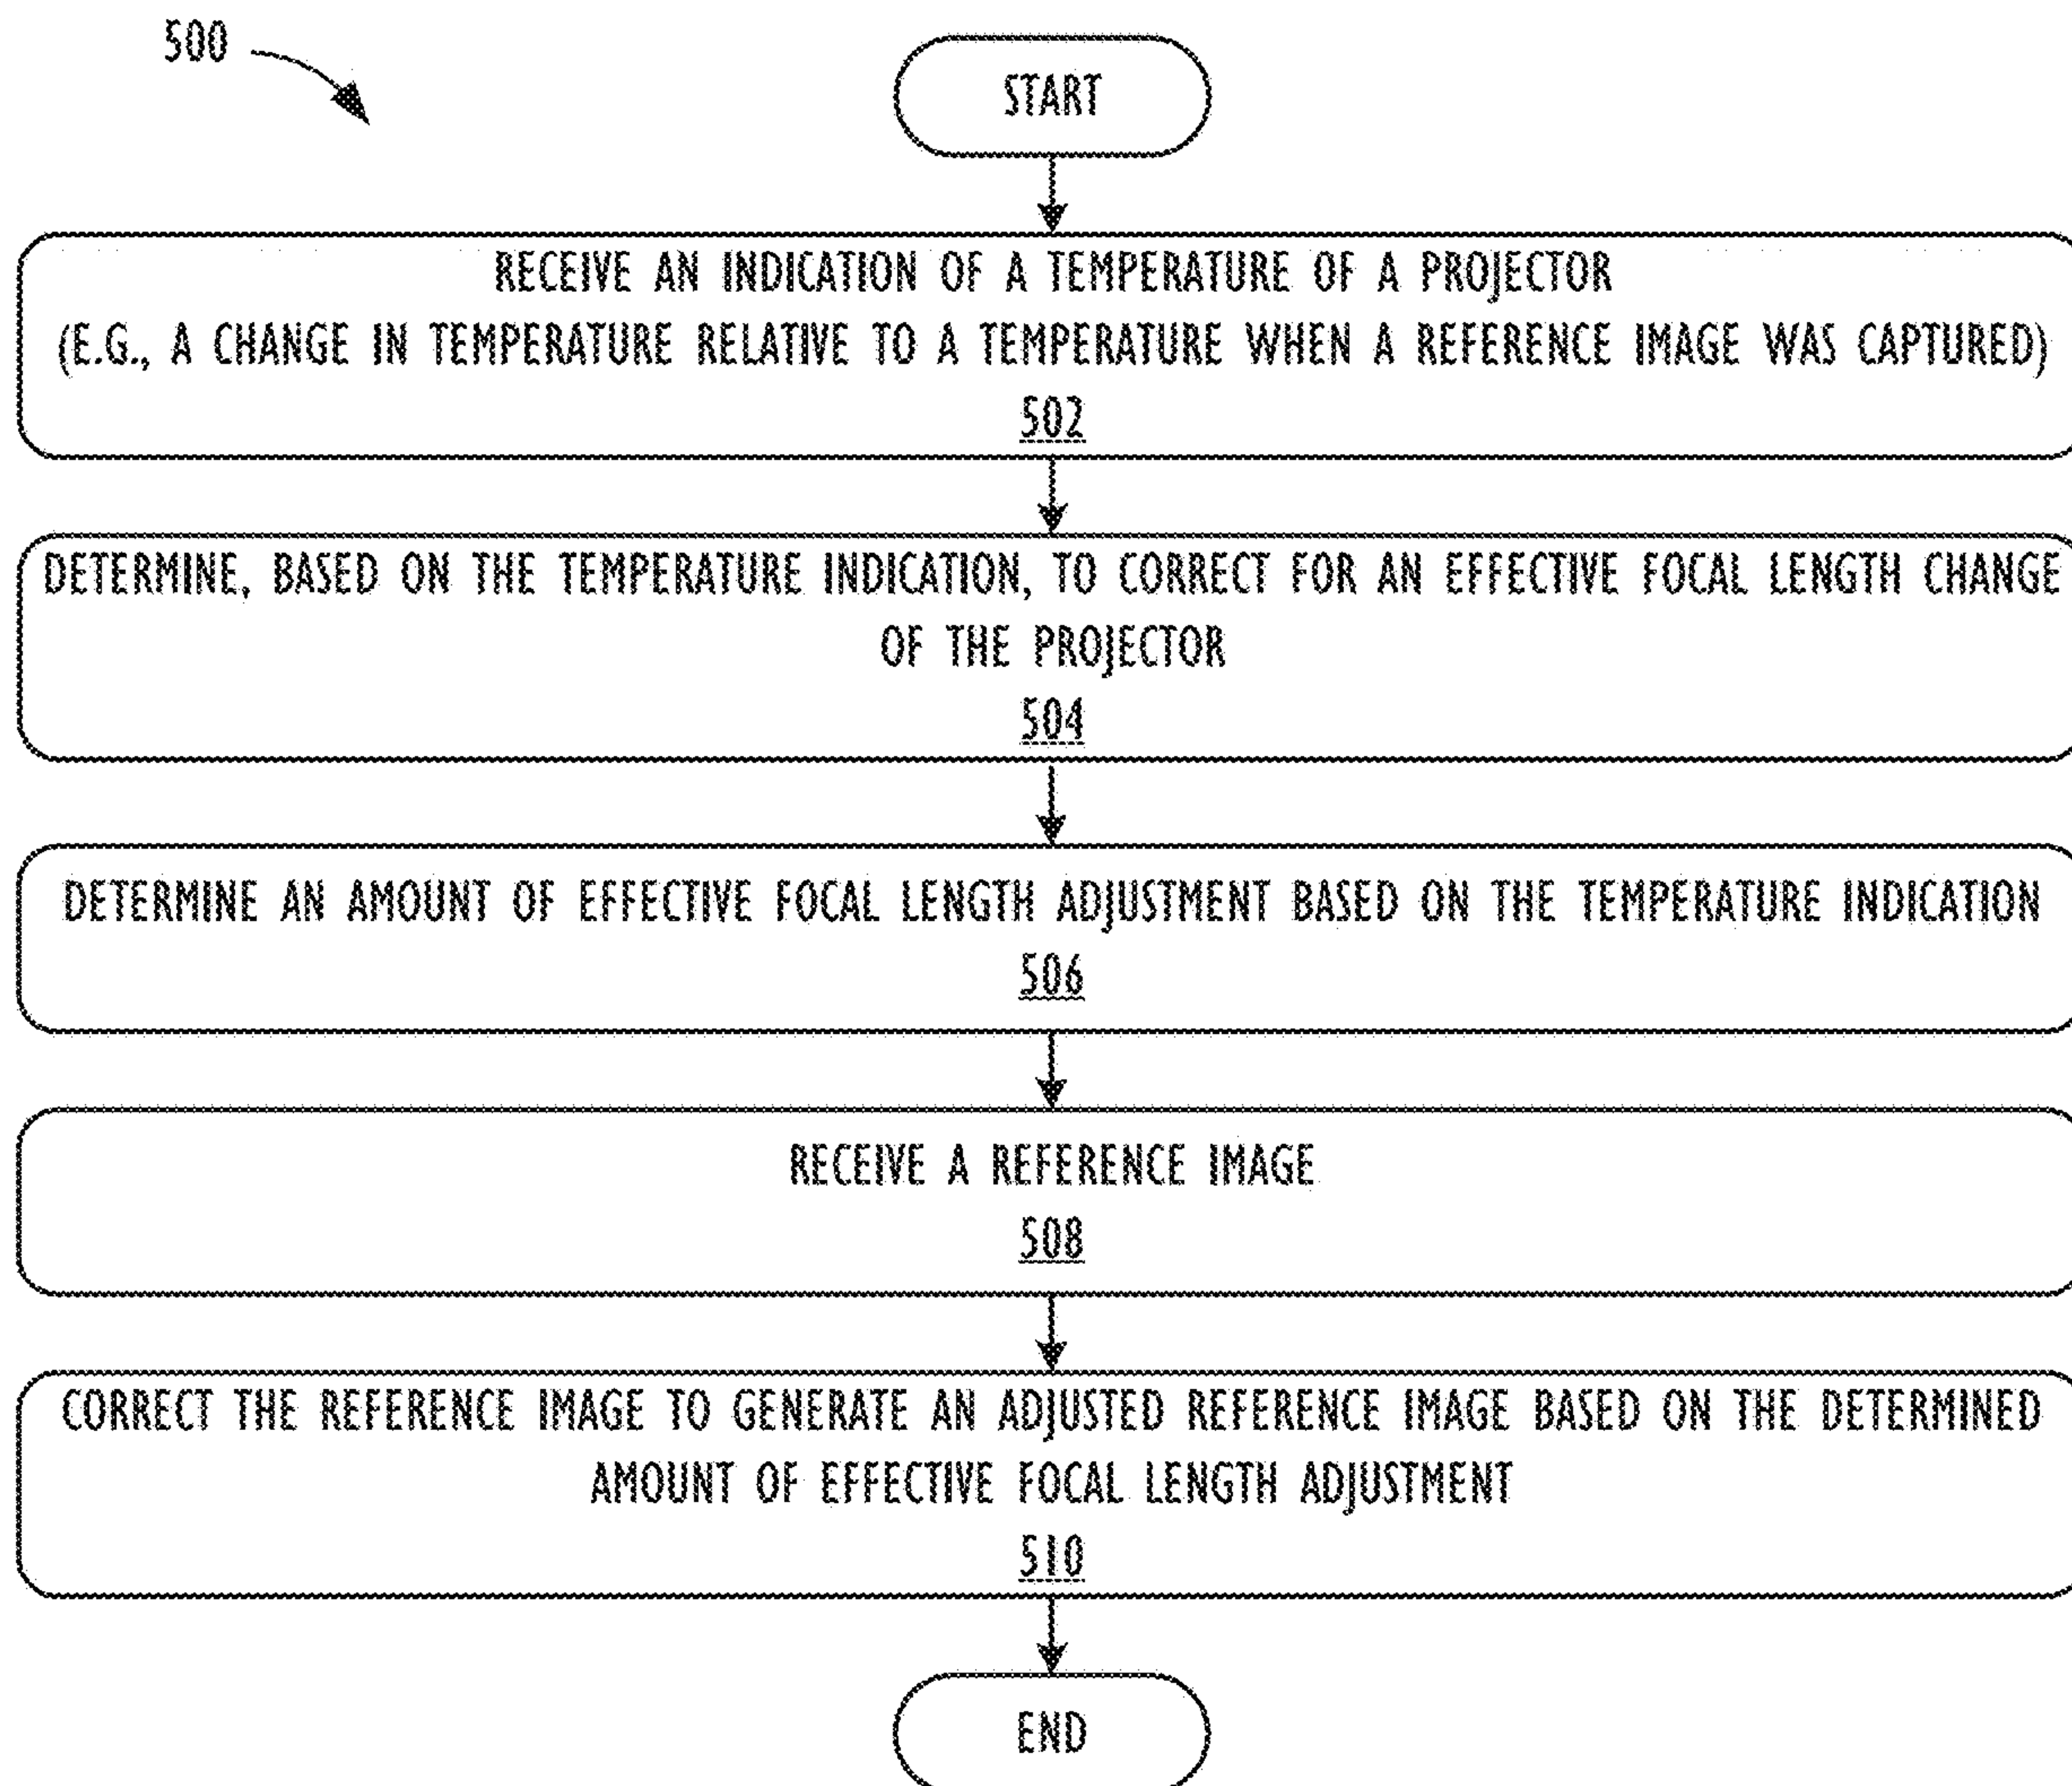 500
START
RECEIVE AN INDICATION OF A TEMPERATURE OF A PROJECTOR
(E.G., A CHANGE IN TEMPERATURE RELATIVE TO A TEMPERATURE WHEN A REFERENCE IMAGE WAS CAPTURED)
502
DETERMINE, BASED ON THE TEMPERATURE INDICATION, TO CORRECT FOR AN EFFECTIVE FOCAL LENGTH CHANGE
OF THE PROJECTOR
504
DETERMINE AN AMOUNT OF EFFECTIVE FOCAL LENGTH ADJUSTMENT BASED ON THE TEMPERATURE INDICATION
506
RECEIVE A REFERENCE IMAGE
508
CORRECT THE REFERENCE IMAGE TO GENERATE AN ADJUSTED REFERENCE IMAGE BASED ON THE DETERMINED
AMOUNT OF EFFECTIVE FOCAL LENGTH ADJUSTMENT
510
END